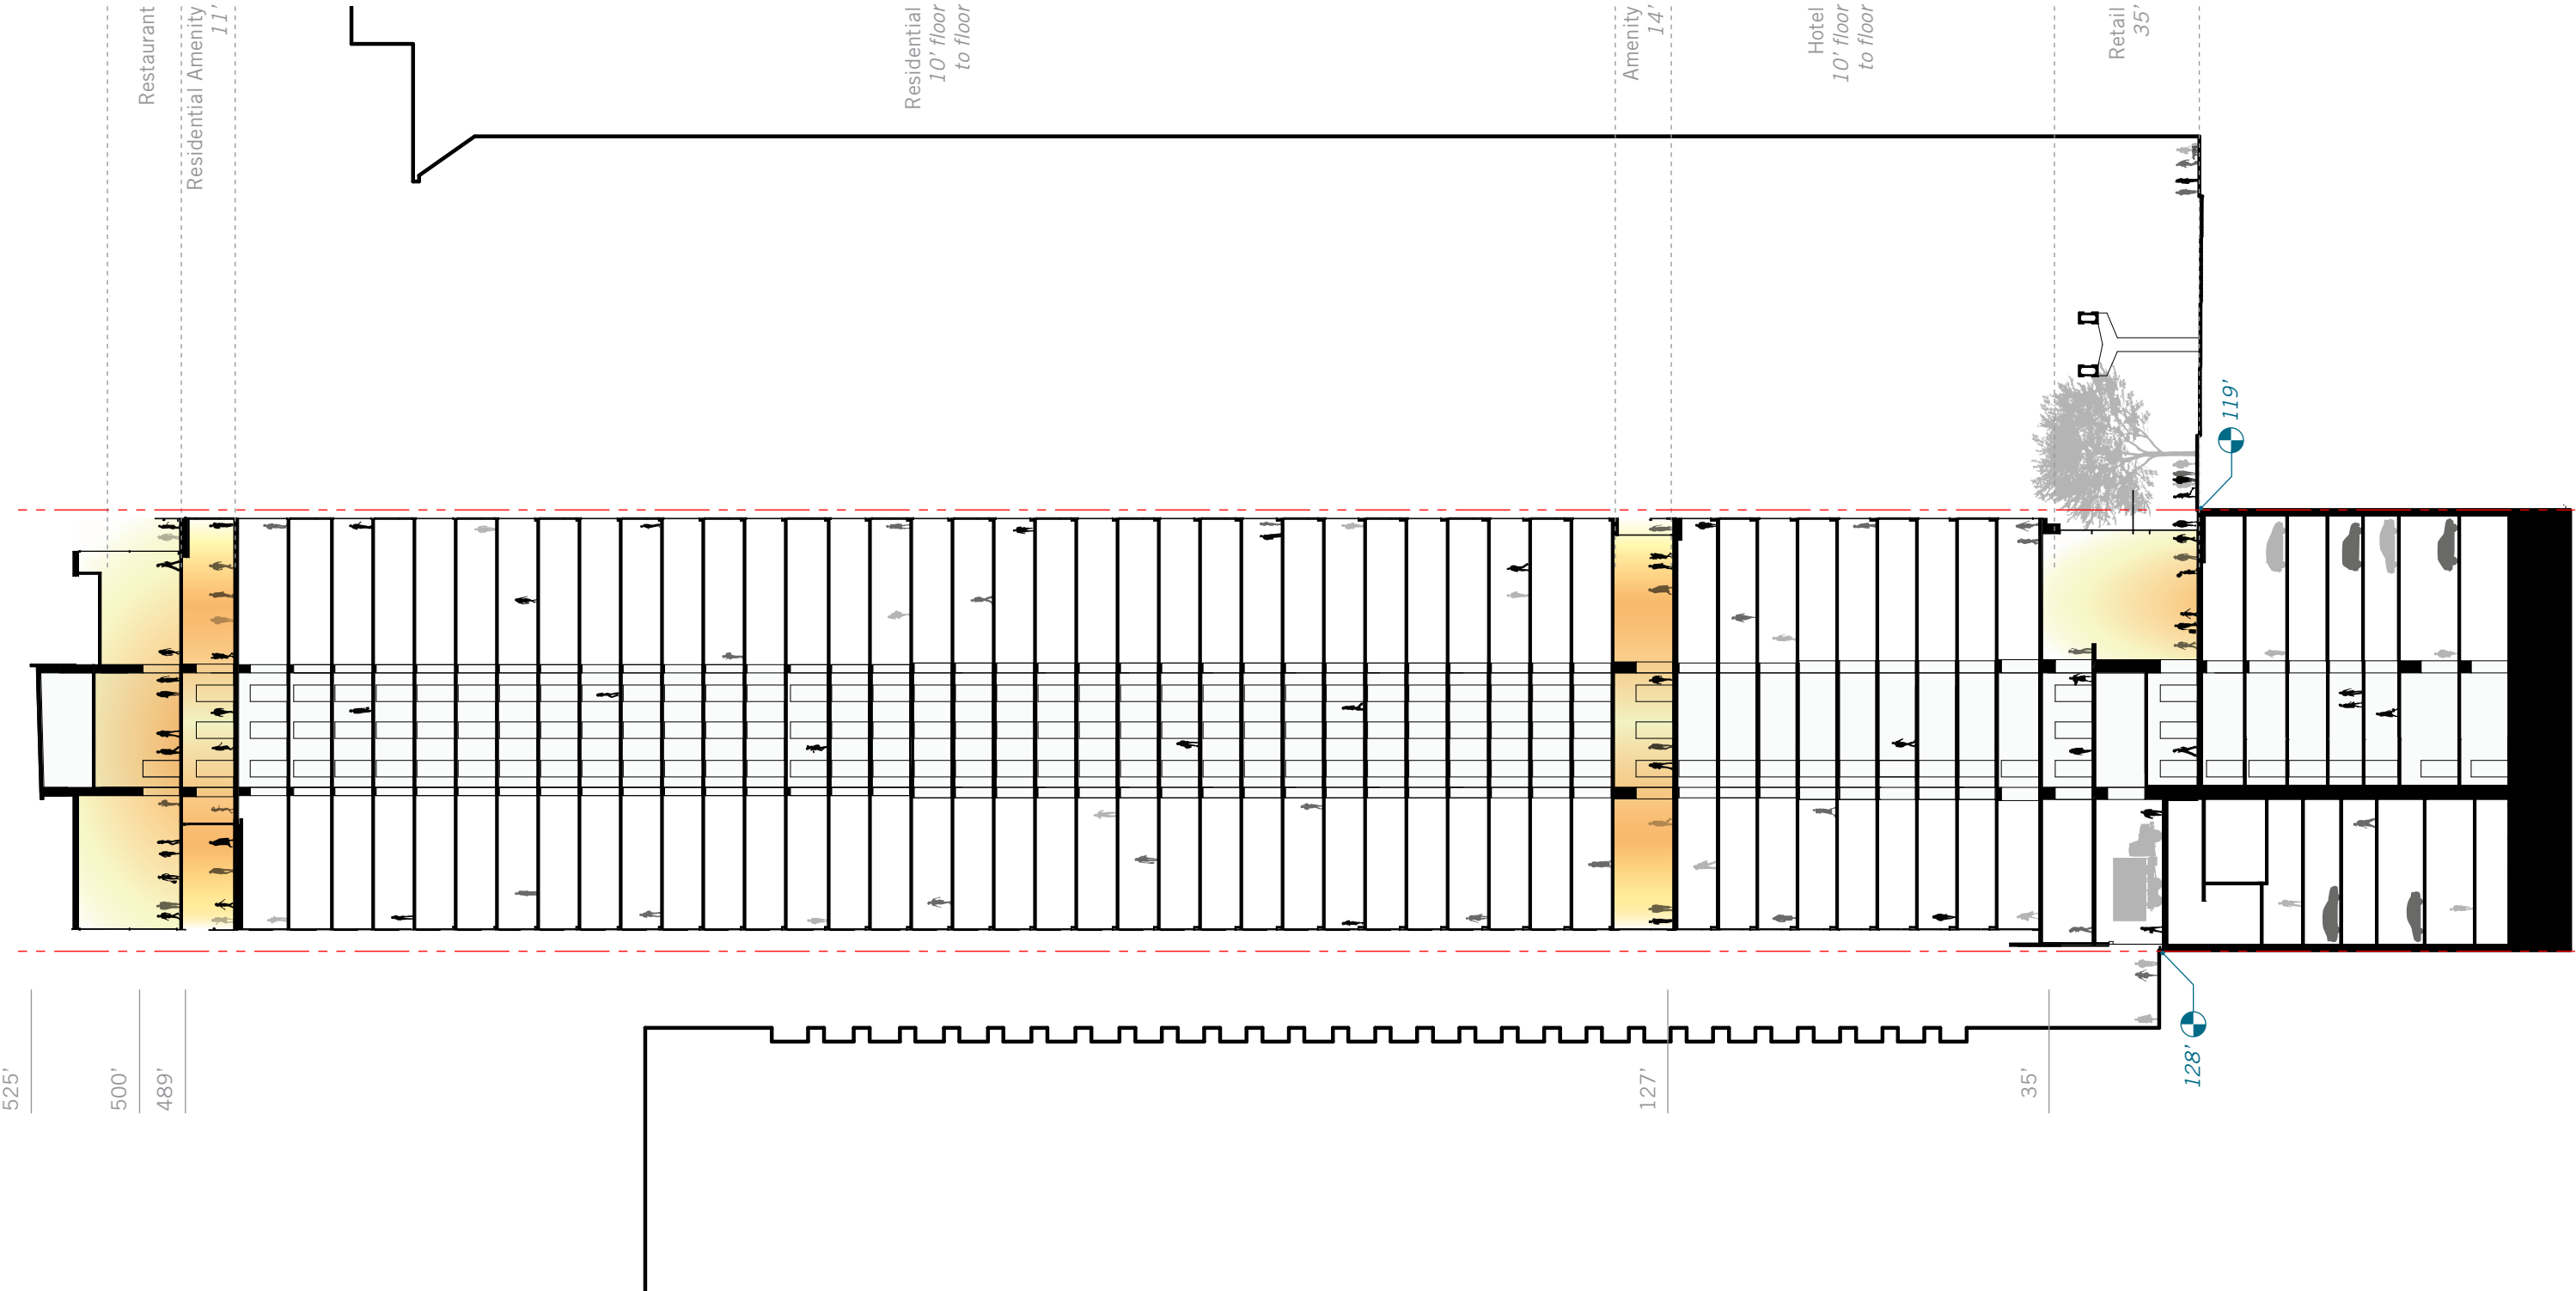 Restaurant
Residential Amenity
11'
Residential
10' floor
to floor
Amenity
14'
Hotel
10' floor
to floor
Retail
35'
119'
128'
525'
500'
489'
127'
35'